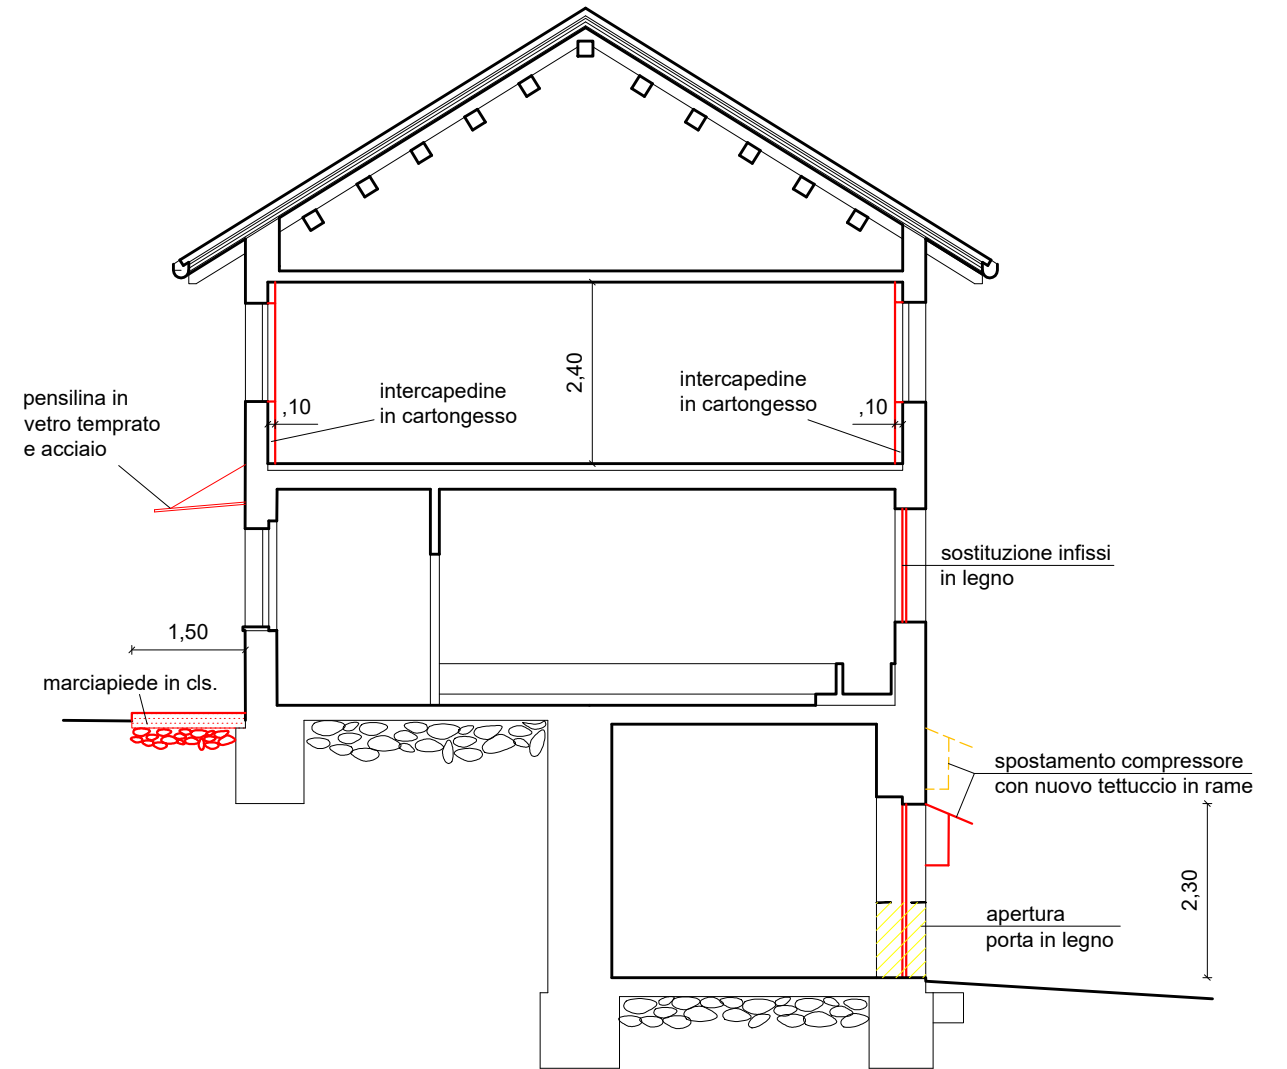 2,40
intercapedine
in cartongesso
,10
intercapedine
in cartongesso
,10
pensilina in
vetro temprato
e acciaio
sostituzione infissi
in legno
1,50
marciapiede in cls.
spostamento compressore
con nuovo tettuccio in rame
2,30
apertura
porta in legno